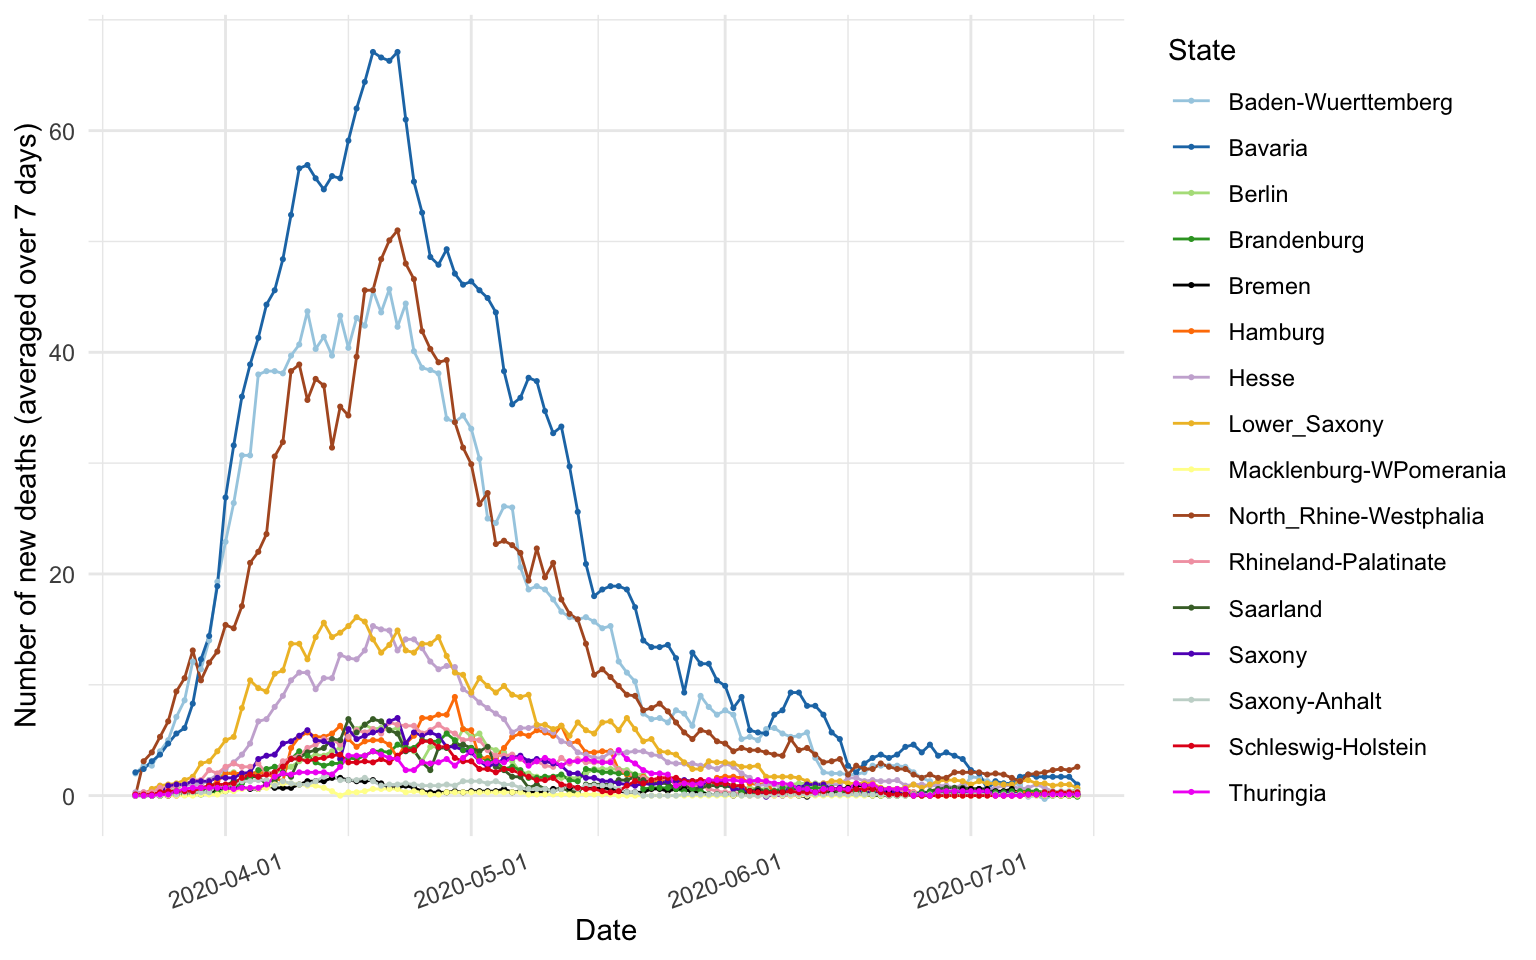 Number of new deaths (averaged over 7 days)
60
40
20
0
2020-04-01
2020-05-01
2020-06-01
2020-07-01
Date
State
Baden-Wuerttemberg
Bavaria
Berlin
Brandenburg
Bremen
Hamburg
Hesse
Lower_Saxony
Macklenburg-WPomerania
North_Rhine-Westphalia
Rhineland-Palatinate
Saarland
Saxony
Saxony-Anhalt
Schleswig-Holstein
Thuringia